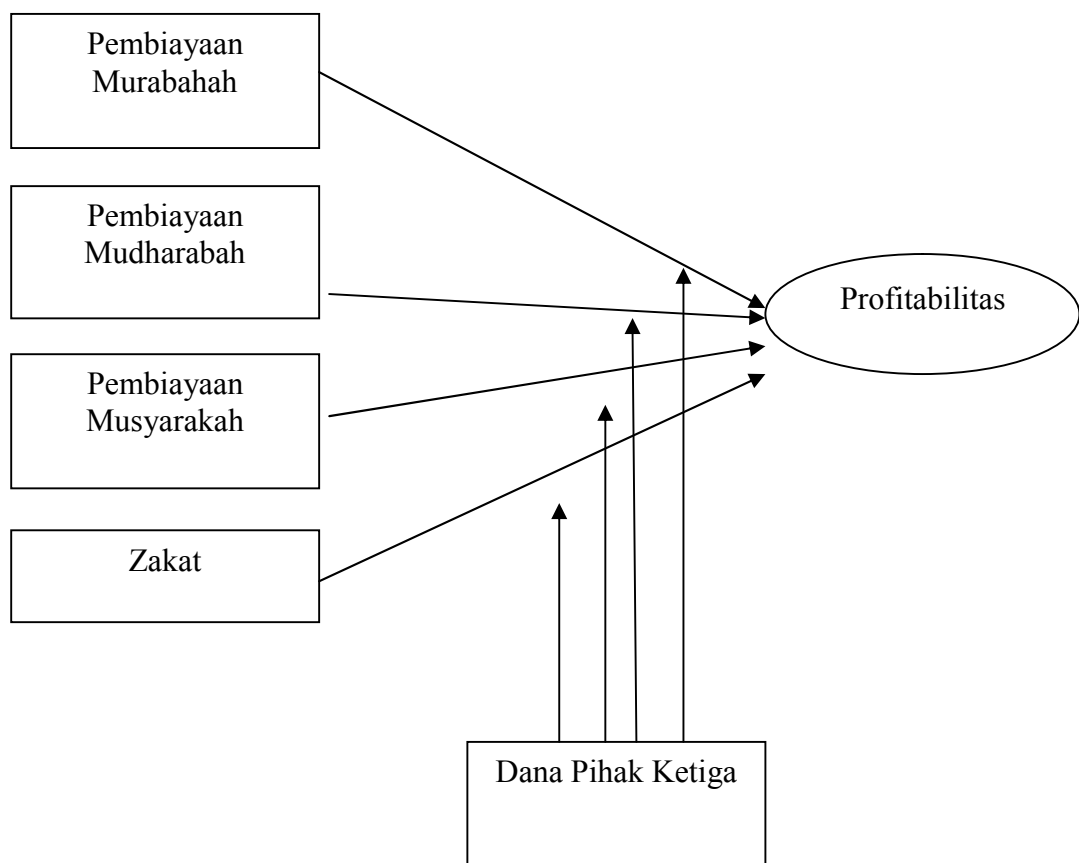 Pembiayaan
Murabahah
Pembiayaan
Mudharabah
Profitabilitas
Pembiayaan
Musyarakah
Zakat
Dana Pihak Ketiga